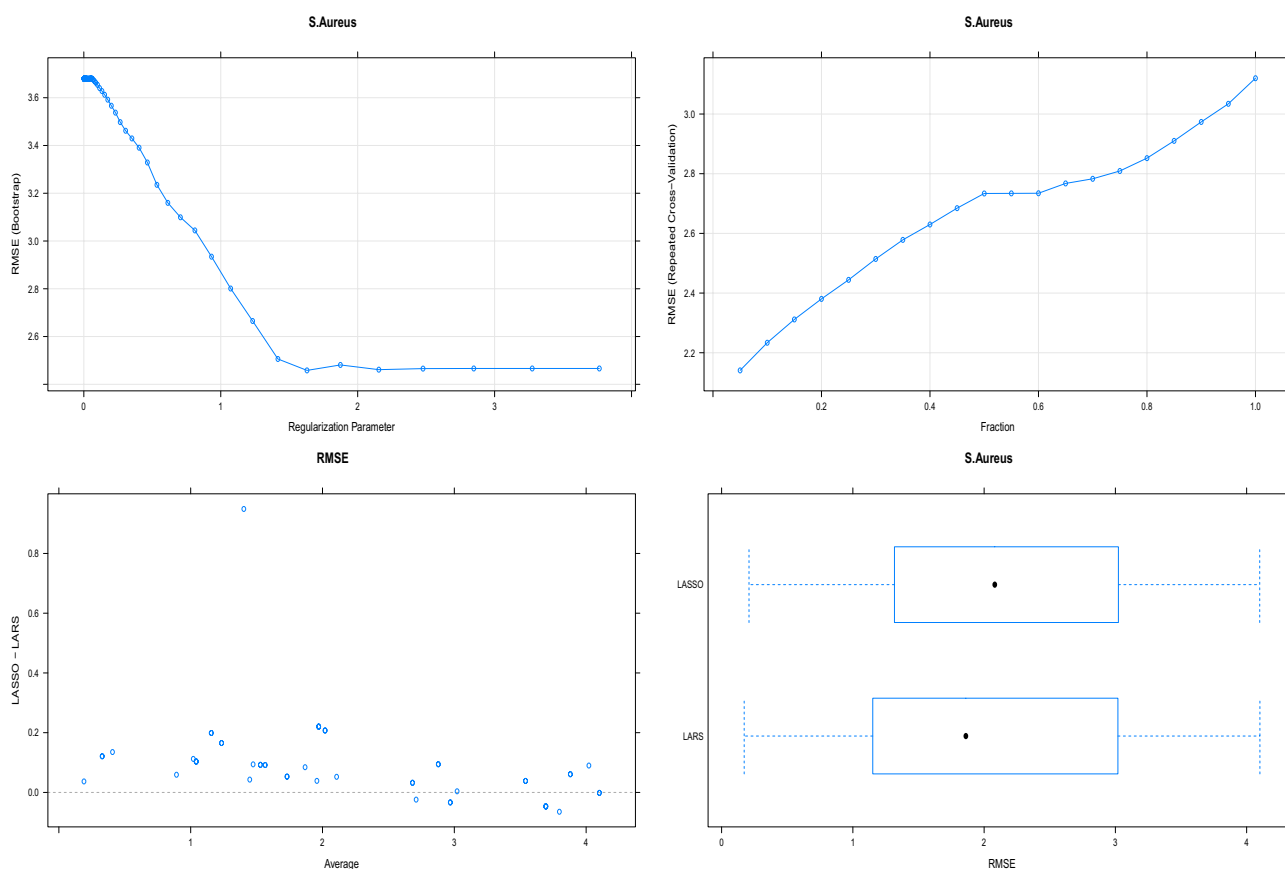 S.Aureus
RMSE (Bootstrap)
3.6
3.4
3.2
3.0
2.8
2.6
0 1 2 3
Regularization Parameter
S.Aureus
RMSE (Repeated Cross−Validation)
3.0
2.8
2.6
2.4
2.2
0.2 0.4 0.6 0.8 1.0
Fraction
RMSE
LASSO − LARS
0.8
0.6
0.4
0.2
0.0
1 2 3 4
Average
S.Aureus
LASSO
LARS
0 1 2 3 4
RMSE